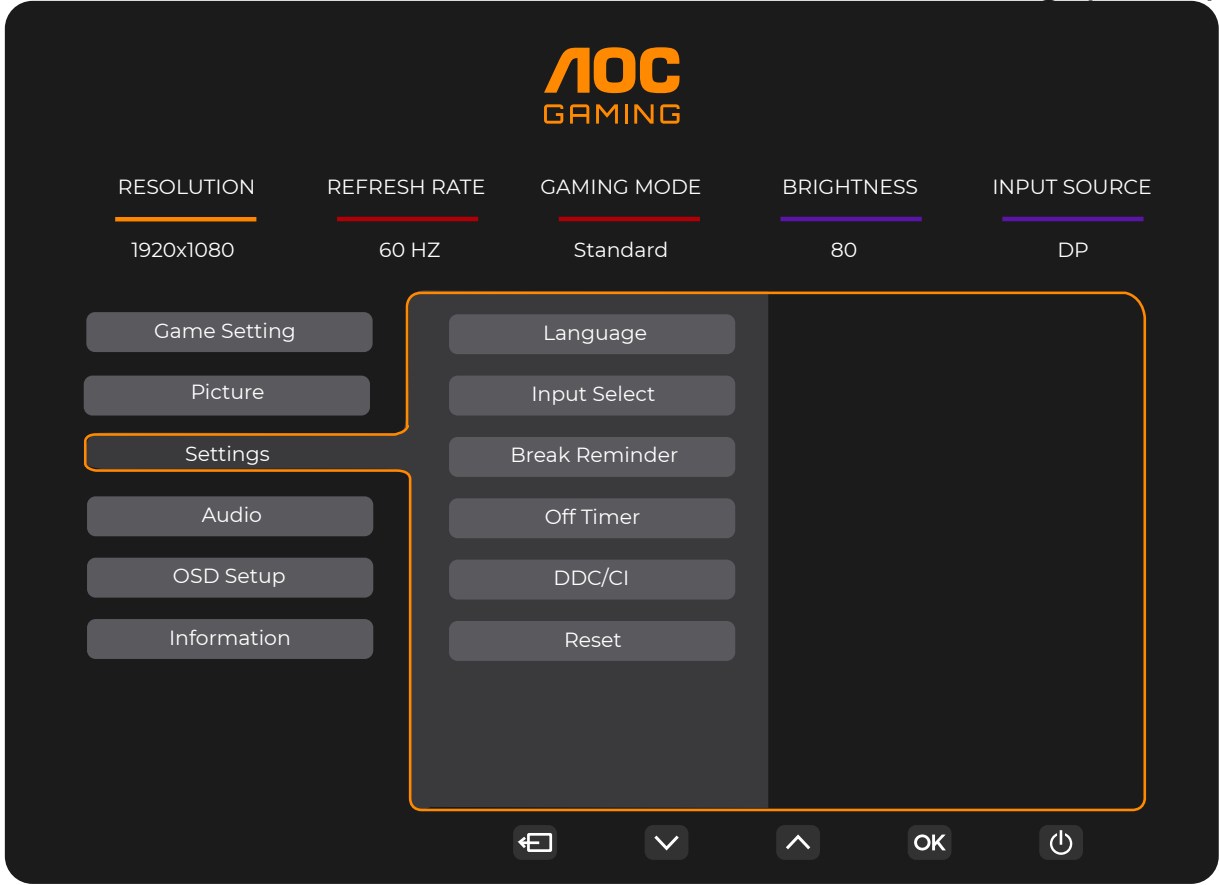 AOC
GAMING
RESOLUTION REFRESH RATE GAMING MODE BRIGHTNESS INPUT SOURCE
1920x1080 60 HZ Standard 80 DP
Game Setting Language
Picture Input Select
Settings Break Reminder
Audio Off Timer
OSD Setup DDC/CI
Information Reset
OK